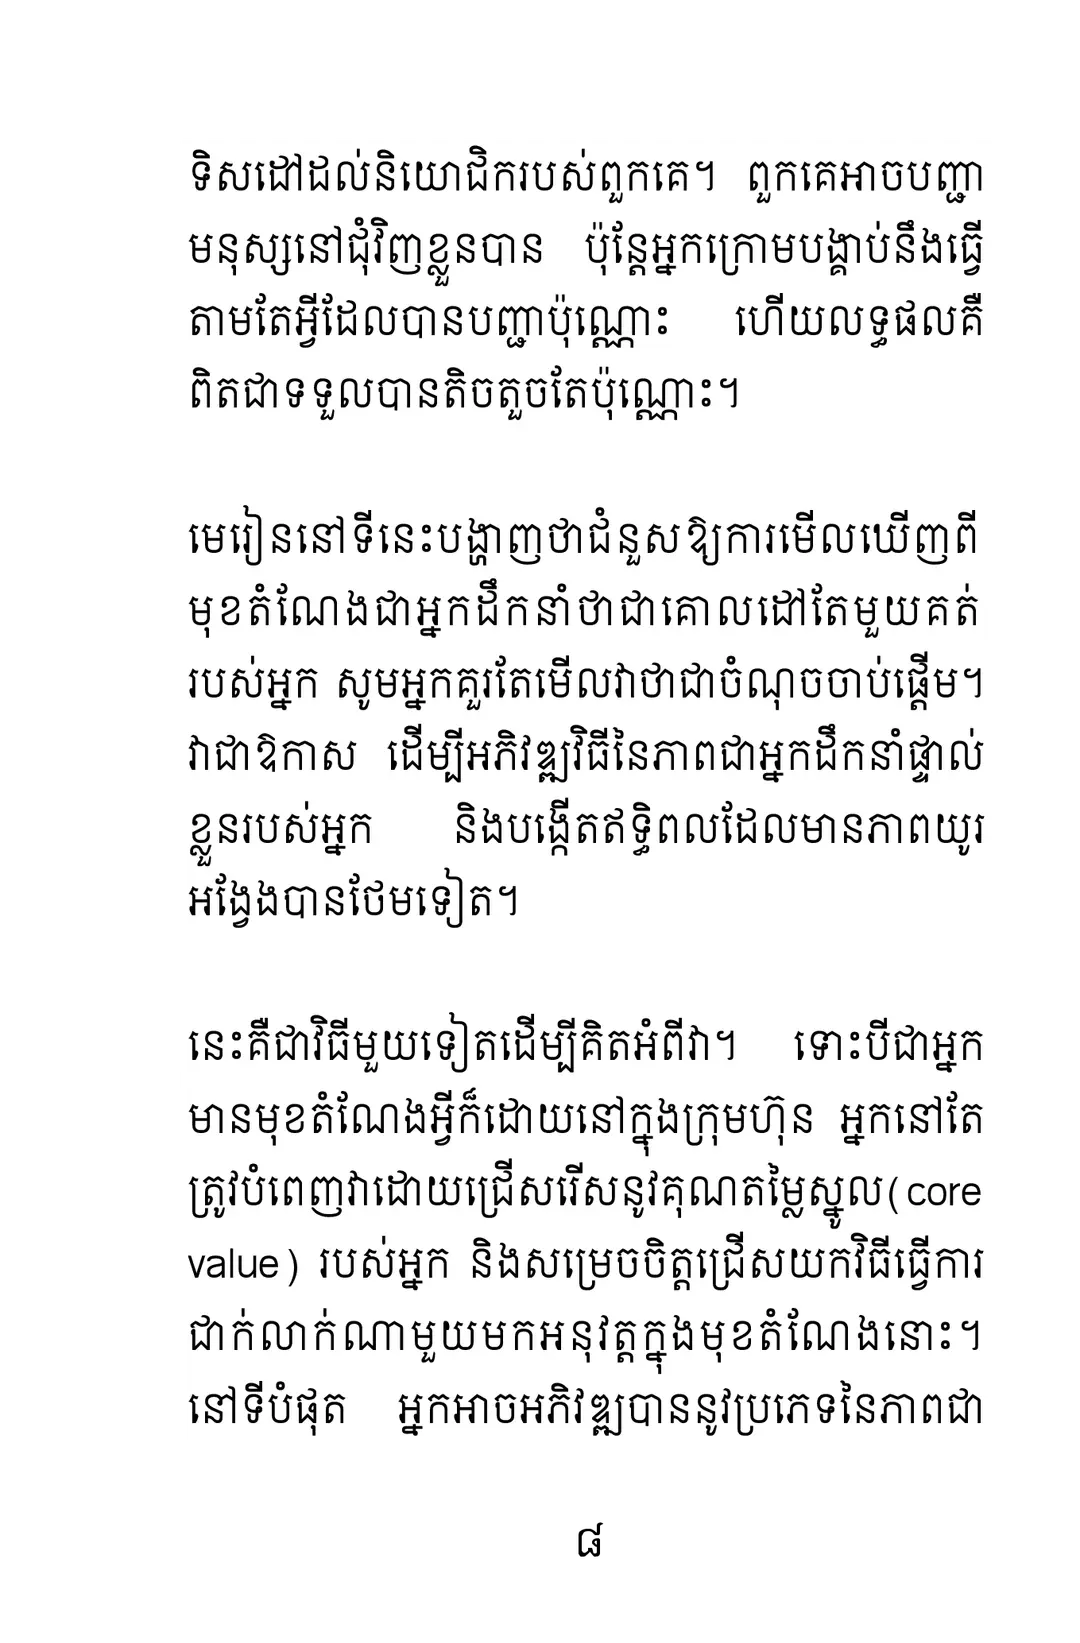 ទិសដៅដល់និយោជិករបស់ពួកគេ។ ពួកគេអាចបញ្ជា
មនុស្សនៅជុំវិញខ្លួនបាន ប៉ុន្តែអ្នកក្រោមបង្គាប់នឹងធ្វើ
តាមតែអ្វីដែលបានបញ្ជាប៉ុណ្ណោះ ហើយលទ្ធផលគឺ
ពិតជាទទួលបានតិចតួចតែប៉ុណ្ណោះ។
មេរៀននៅទីនេះបង្ហាញថាជំនួសឱ្យការមើលឃើញពី
មុខតំណែងជាអ្នកដឹកនាំថាជាគោលដៅតែមួយគត់
របស់អ្នក សូមអ្នកគួរតែមើលវាថាជាចំណុចចាប់ផ្តើម។
វាជាឱកាស ដើម្បីអភិវឌ្ឍវិធីនៃភាពជាអ្នកដឹកនាំផ្ទាល់
ខ្លួនរបស់អ្នក និងបង្កើតឥទ្ធិពលដែលមានភាពយូរ
អង្វែងបានថែមទៀត។
នេះគឺជាវិធីមួយទៀតដើម្បីគិតអំពីវា។ ទោះបីជាអ្នក
មានមុខតំណែងអ្វីក៏ដោយនៅក្នុងក្រុមហ៊ុន អ្នកនៅតែ
ត្រូវបំពេញវាដោយជ្រើសរើសនូវគុណតម្លៃស្នូល(core
value) របស់អ្នក និងសម្រេចចិត្តជ្រើសយកវិធីធ្វើការ
ជាក់លាក់ណាមួយមកអនុវត្តក្នុងមុខតំណែងនោះ។
នៅទីបំផុត អ្នកអាចអភិវឌ្ឍបាននូវប្រភេទនៃភាពជា
៨